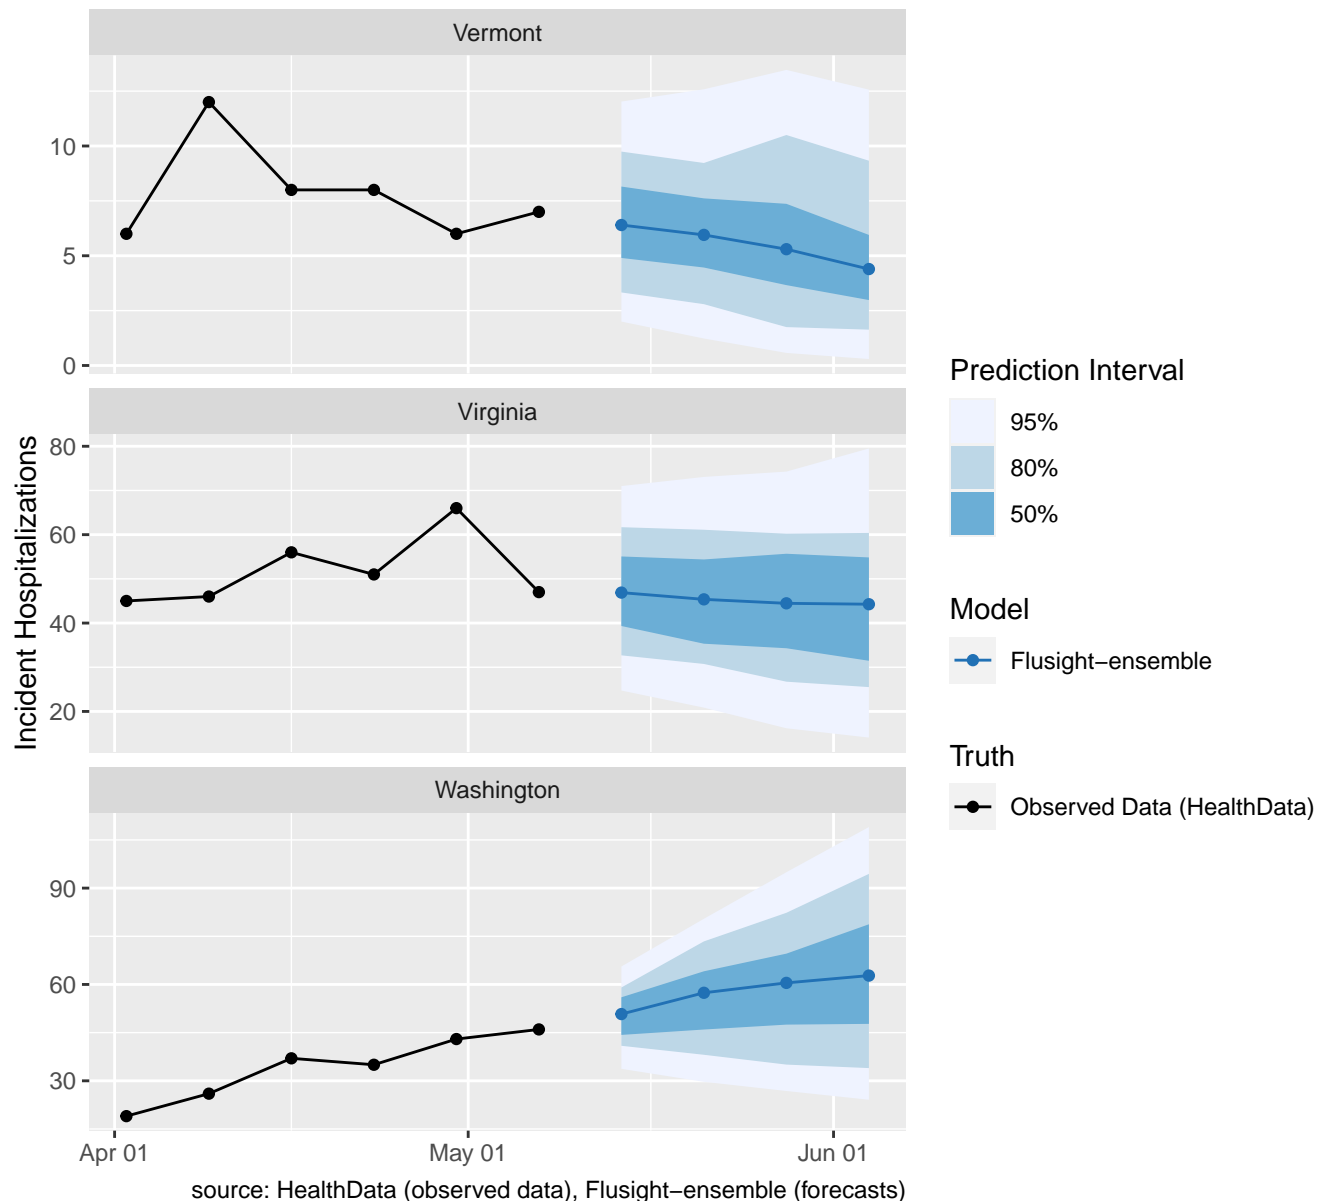 Vermont
10
5
0
Virginia
80
60
40
20
Washington
90
60
30
Apr 01
May 01
Jun 01
Incident Hospitalizations
source: HealthData (observed data), Flusight−ensemble (forecasts)
Prediction Interval
95%
80%
50%
Model
Flusight−ensemble
Truth
Observed Data (HealthData)